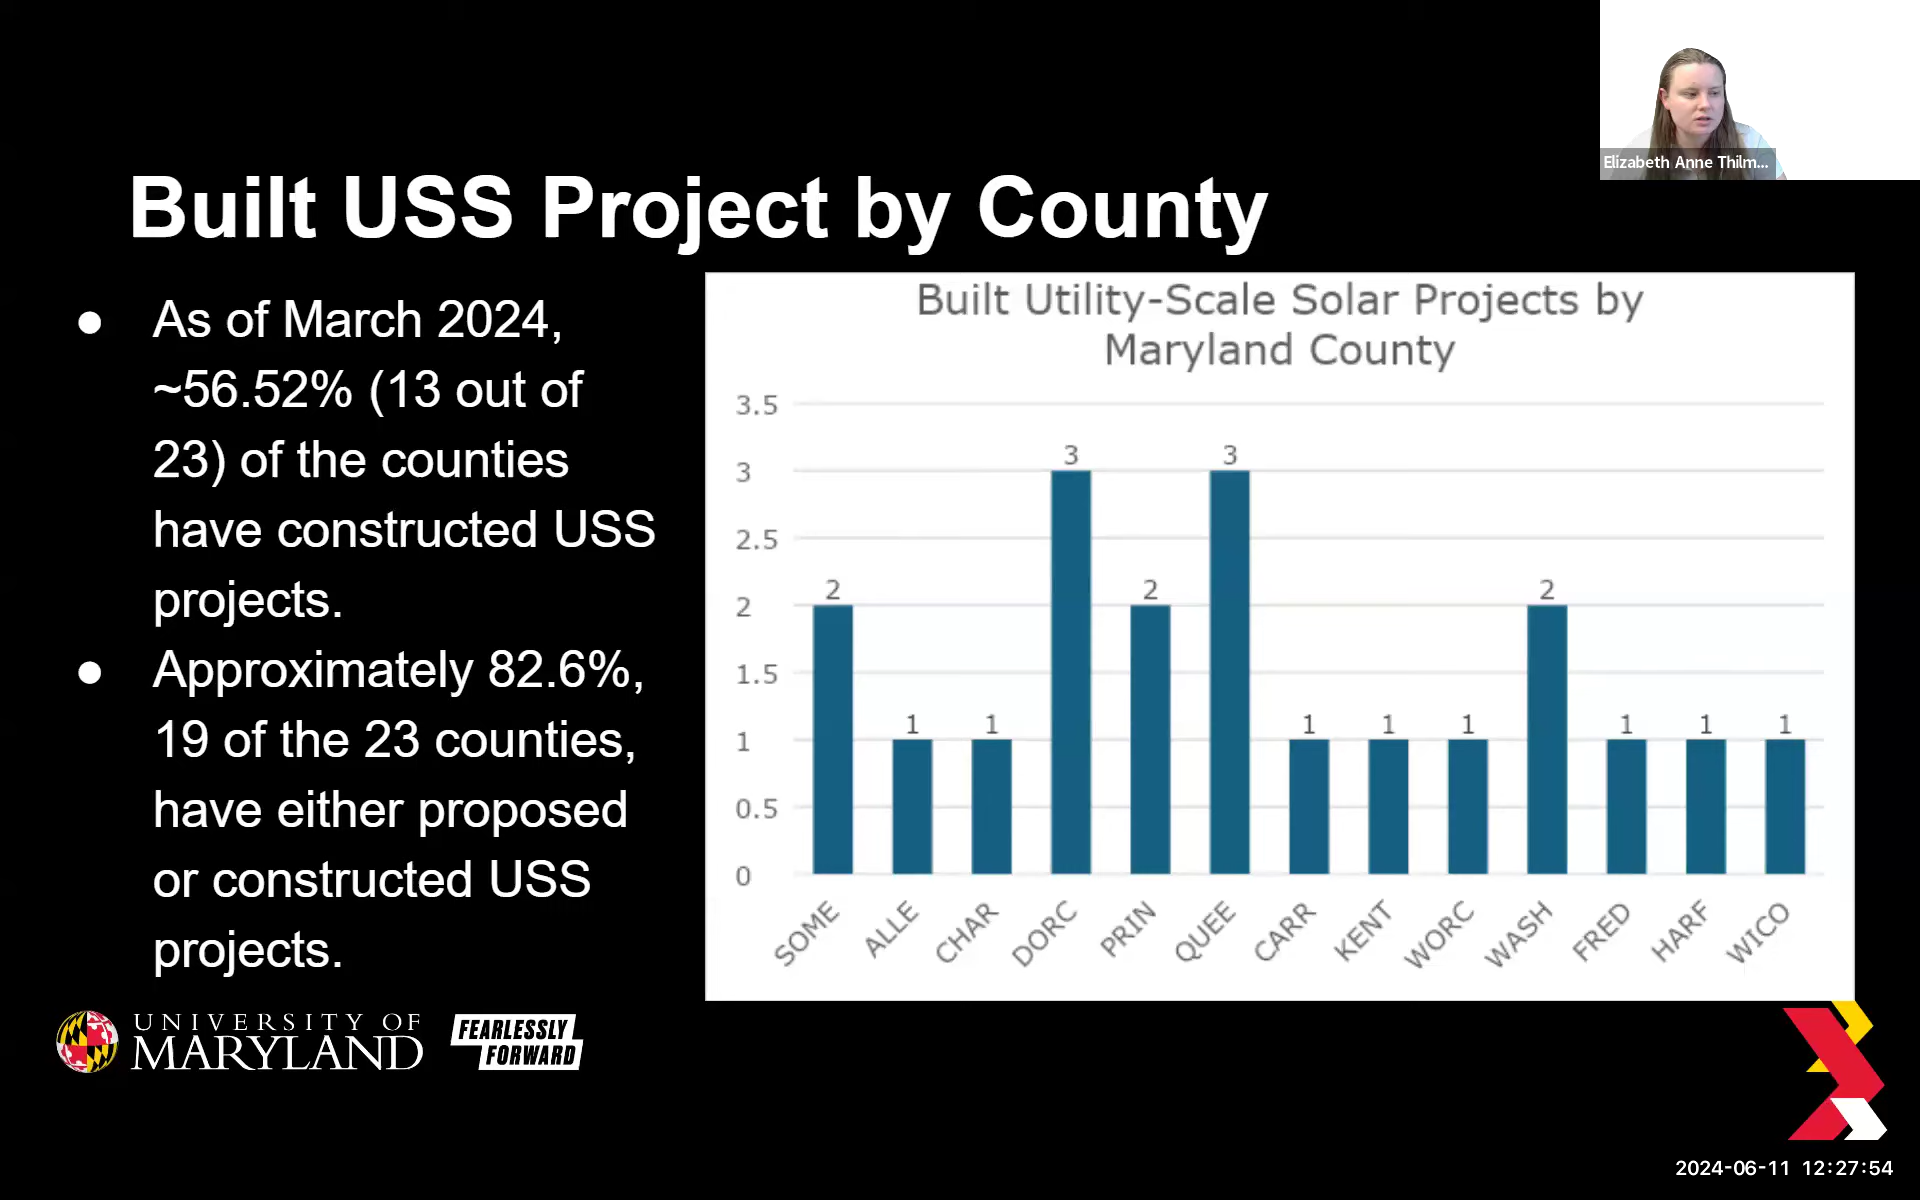 Elizabeth Anne Thilm...
Built USS Project by County
● As of March 2024,
~56.52% (13 out of
23) of the counties
have constructed USS
projects.
● Approximately 82.6%,
19 of the 23 counties,
have either proposed
or constructed USS
projects.
Built Utility-Scale Solar Projects by
Maryland County
3.5
3
2.5
2
1.5
1
0.5
0
2 1 1 3 2 3 1 1 1 2 1 1 1
SOME ALLE CHAR DORC PRIN QUEE CARR KENT WORC WASH FRED HARF WICO
UNIVERSITY OF
MARYLAND
FEARLESSLY
FORWARD
2024-06-11 12:27:54